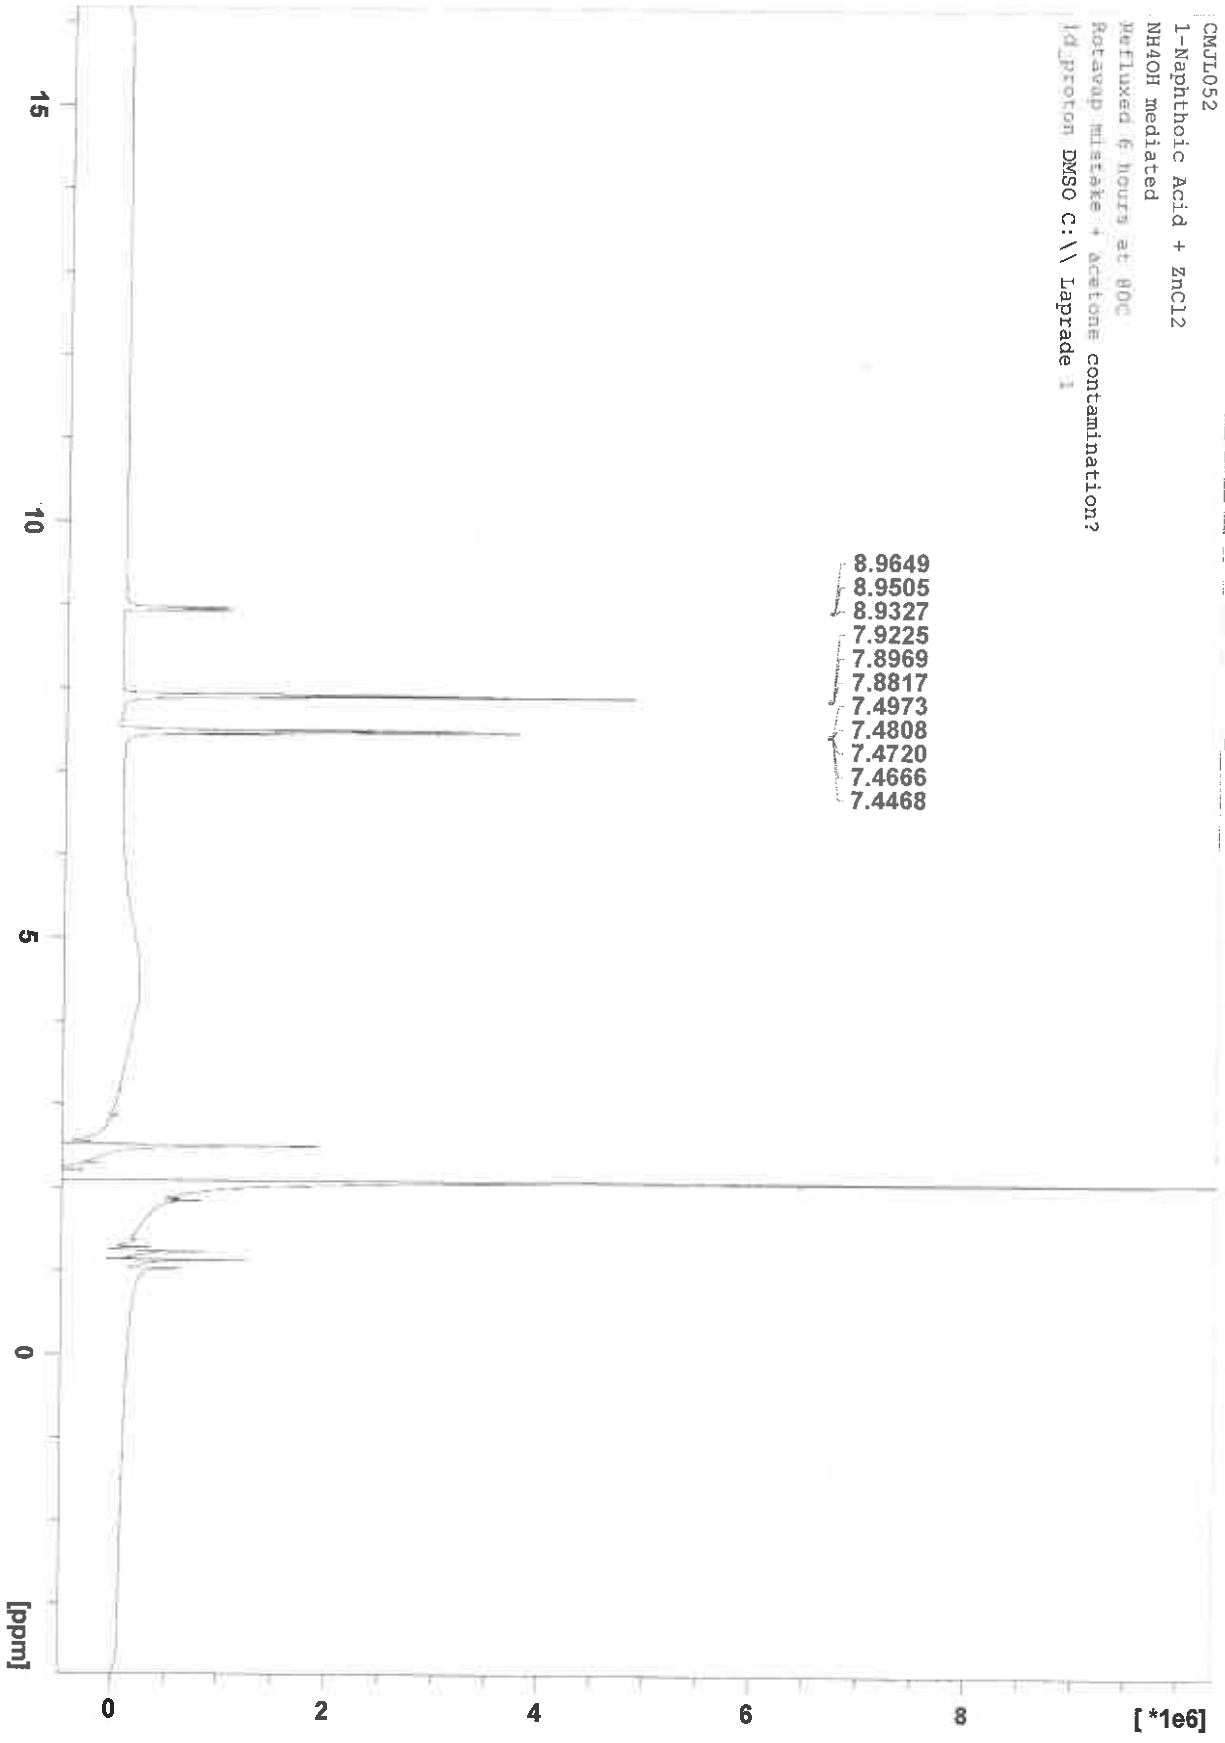 CMJL052
1-Naphthoic Acid + ZnCl2
NH4OH mediated
Refluxed 6 hours at 80C
Rotavap mistake + acetone contamination?
1d_proton DMSO C:\\ Laprade 1
8.9649
8.9505
8.9327
7.9225
7.8969
7.8817
7.4973
7.4808
7.4720
7.4666
7.4468
15
10
5
0
[ppm]
0
2
4
6
8
[ *1e6]